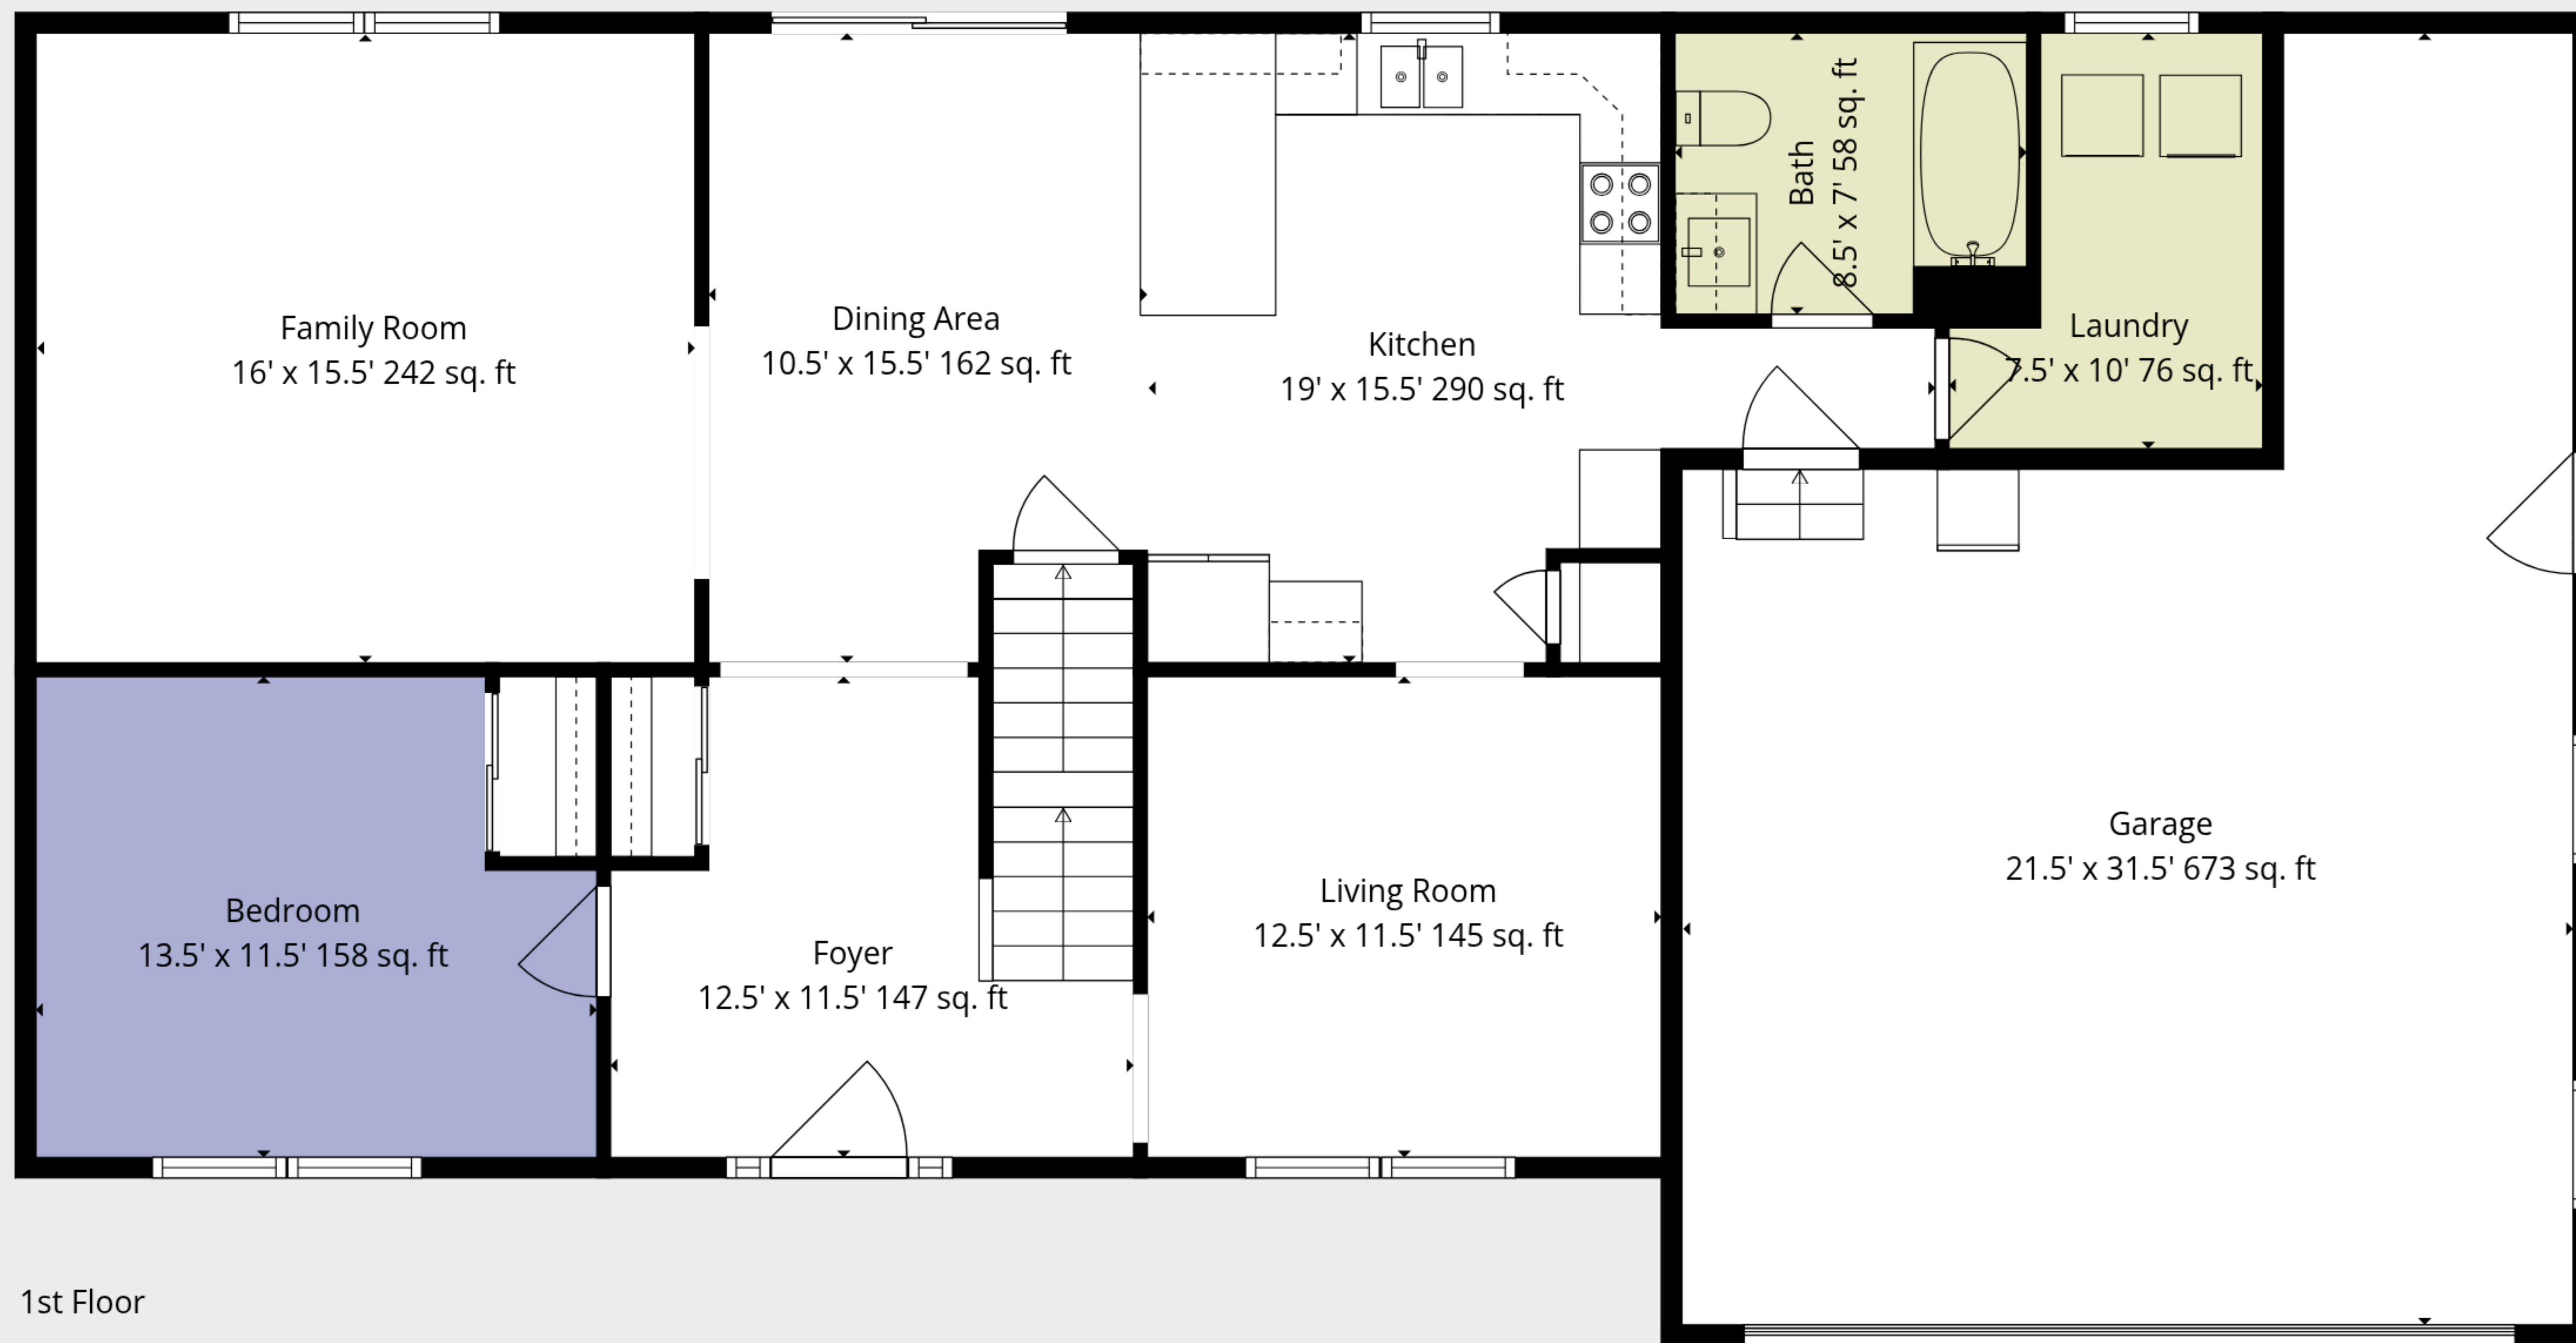 Family Room
16' x 15.5' 242 sq. ft
Dining Area
10.5' x 15.5' 162 sq. ft
Kitchen
19' x 15.5' 290 sq. ft
Bath
8.5' x 7' 58 sq. ft
Laundry
7.5' x 10' 76 sq. ft
Bedroom
13.5' x 11.5' 158 sq. ft
Foyer
12.5' x 11.5' 147 sq. ft
Living Room
12.5' x 11.5' 145 sq. ft
Garage
21.5' x 31.5' 673 sq. ft
1st Floor